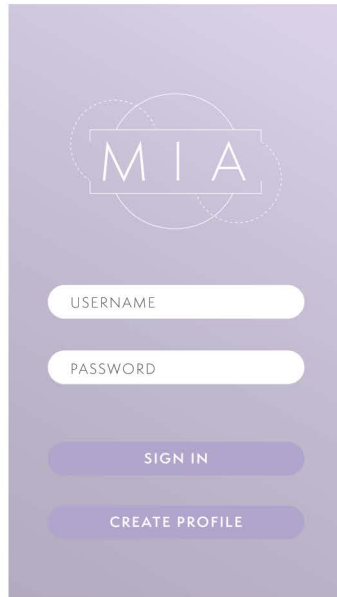 MIA
USERNAME
PASSWORD
SIGN IN
CREATE PROFILE